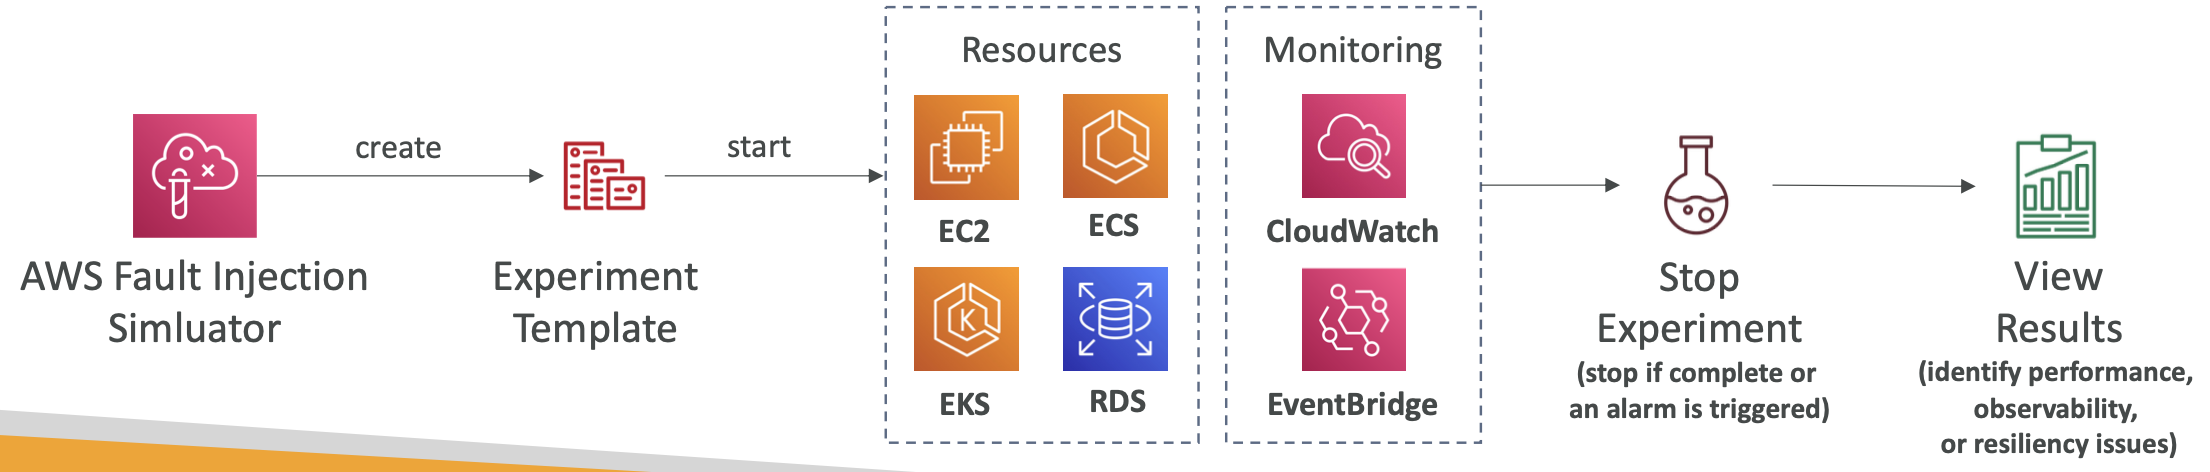 AWS Fault Injection
Simluator
create
Experiment
Template
start
Resources
EC2
ECS
EKS
K
RDS
Monitoring
CloudWatch
EventBridge
Stop
Experiment
(stop if complete or
an alarm is triggered)
View
Results
(identify performance,
observability,
or resiliency issues)